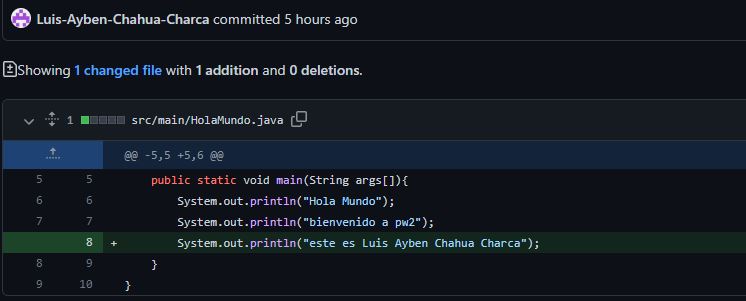 Luis-Ayben-Chahua-Charca committed 5 hours ago
Showing 1 changed file with 1 addition and 0 deletions.
1 src/main/HolaMundo.java
@@ -5,5 +5,6 @@
5 5 public static void main(String args[]){
6 6 System.out.println("Hola Mundo");
7 7 System.out.println("bienvenido a pw2");
8 + System.out.println("este es Luis Ayben Chahua Charca");
8 9 }
9 10 }